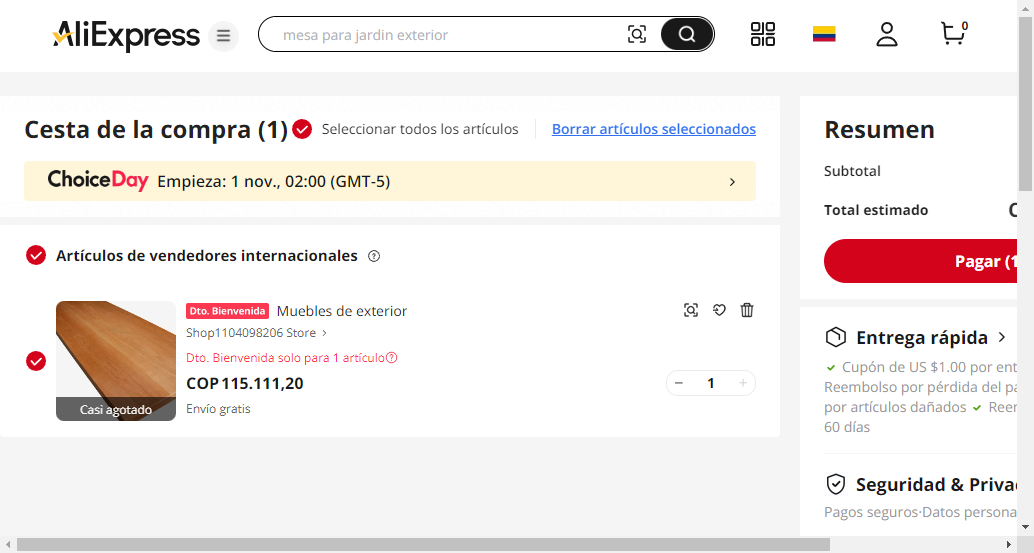 AliExpress
mesa para jardin exterior
0
Cesta de la compra (1)
Seleccionar todos los artículos
Borrar artículos seleccionados
ChoiceDay Empieza: 1 nov., 02:00 (GMT-5)
Artículos de vendedores internacionales
Dto. Bienvenida Muebles de exterior
Shop1104098206 Store
Dto. Bienvenida solo para 1 artículo
COP 115.111,20
1
Casi agotado
Envío gratis
Resumen
Subtotal
Total estimado
Pagar (1
Entrega rápida
Cupón de US $1.00 por ent
Reembolso por pérdida del pa
por artículos dañados Reem
60 días
Seguridad & Privac
Pagos seguros·Datos persona